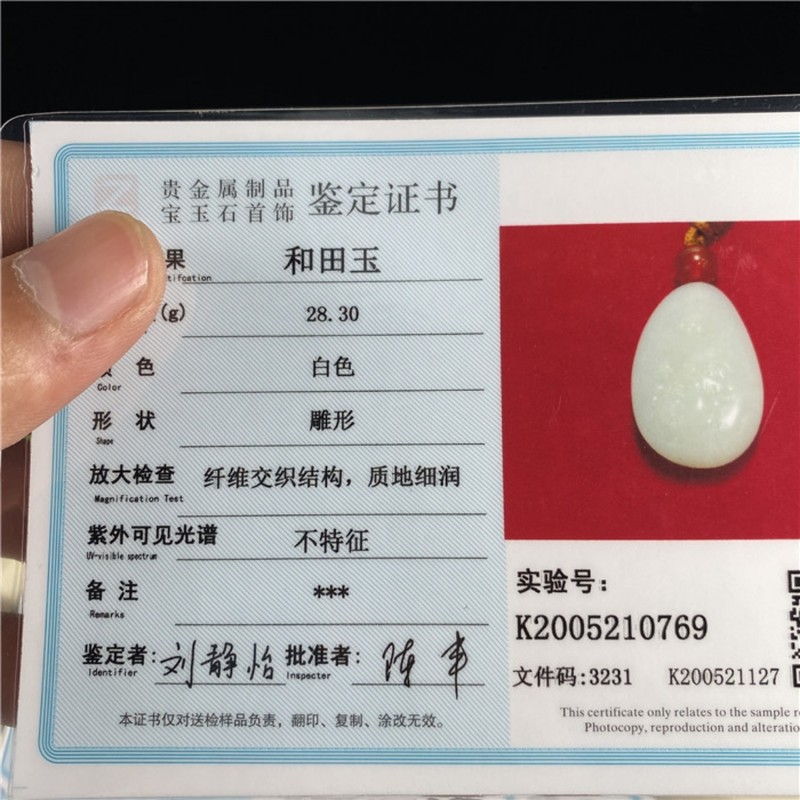 贵金属制品
宝玉石首饰 鉴定证书
果 和田玉
(g) 28.30
色 白色
Color
形状 雕形
Shape
放大检查 纤维交织结构，质地细润
Magnification Test
紫外可见光谱 不特征
UV-visible spectrum
备注 ***
Remarks
鉴定者: 刘静怡 批准者: 陈丰
Identifier Inspecter
本证书仅对送检样品负责，翻印、复制、涂改无效。
实验号:
K2005210769
文件码:3231 K200521127
This certificate only relates to the sample
Photocopy, reproduction and